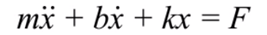 mẍ + bẋ + kx = F